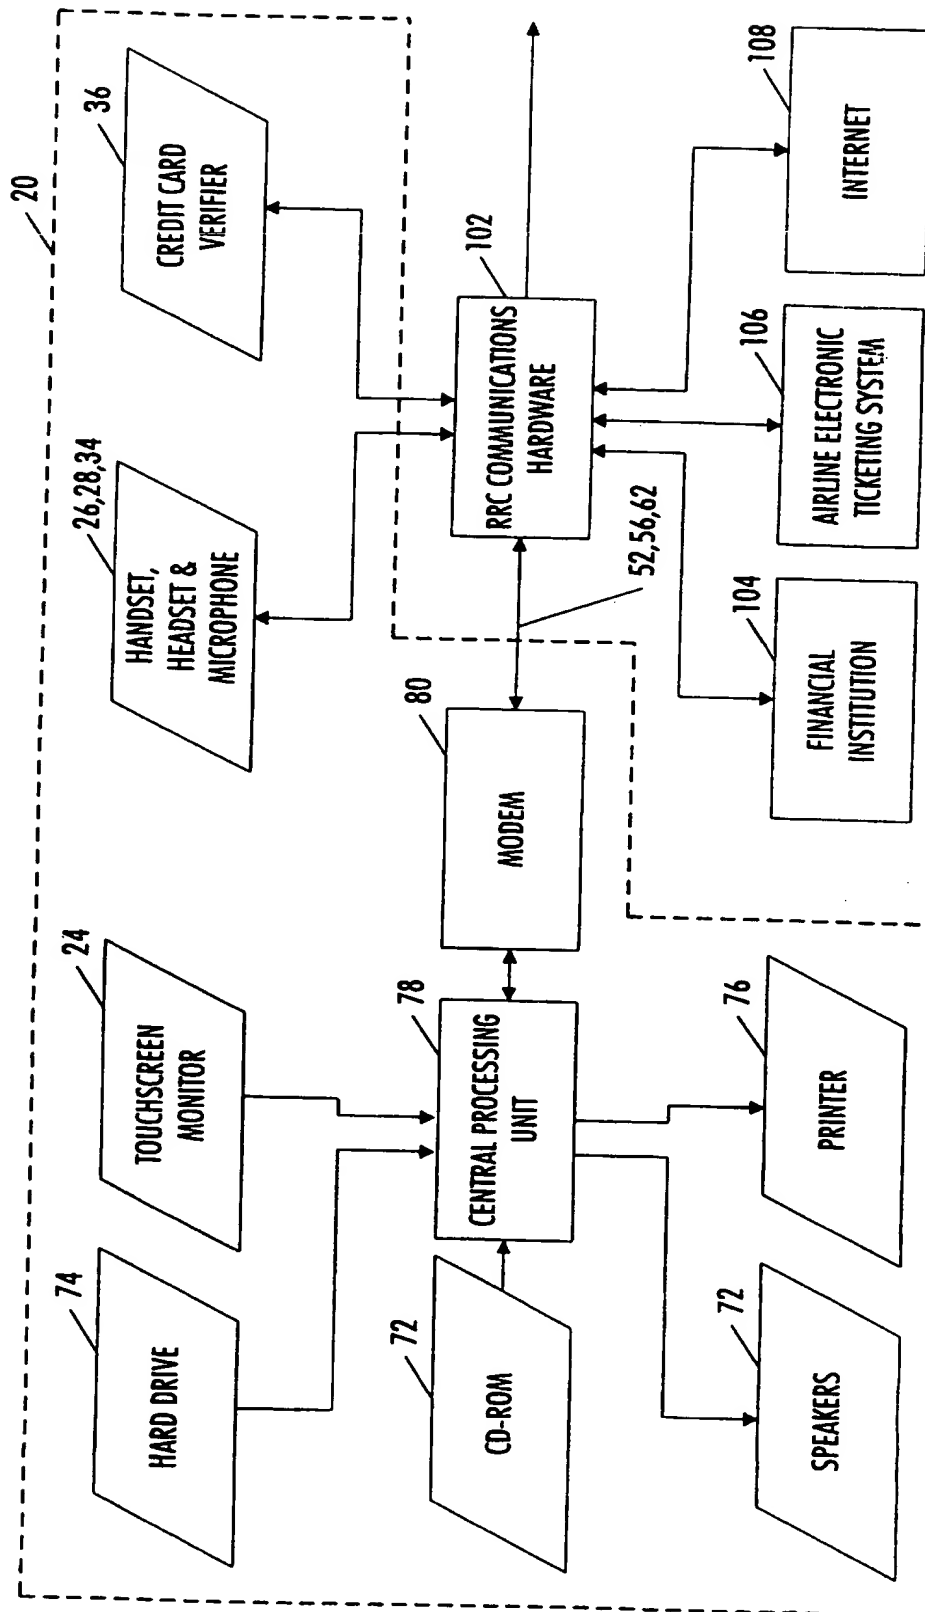 20
74
HARD DRIVE
24
TOUCHSCREEN
MONITOR
26,28,34
HANDSET,
HEADSET &
MICROPHONE
36
CREDIT CARD
VERIFIER
72
CD-ROM
78
CENTRAL PROCESSING
UNIT
80
MODEM
52,56,62
102
RRC COMMUNICATIONS
HARDWARE
72
SPEAKERS
76
PRINTER
104
FINANCIAL
INSTITUTION
106
AIRLINE ELECTRONIC
TICKETING SYSTEM
108
INTERNET